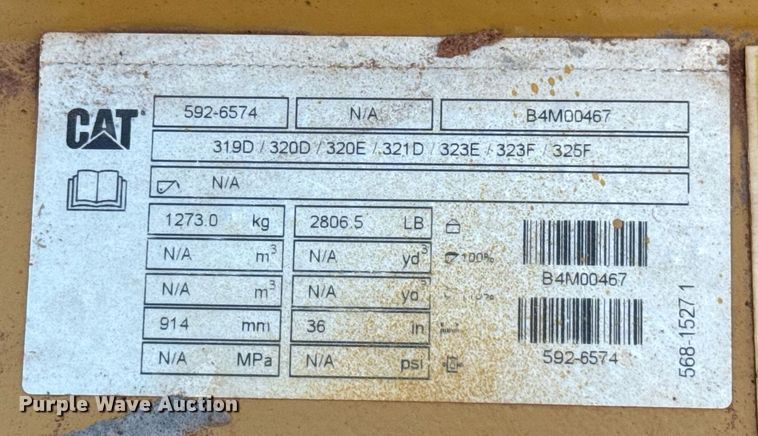 CAT
592-6574 N/A B4M00467
319D / 320D / 320E / 321D / 323E / 323F / 325F
N/A
1273.0 kg 2806.5 LB
N/A m³ N/A yd³ 100%
N/A m³ N/A yd³
914 mm 36 in
N/A MPa N/A psi
B4M00467
592-6574
568-1527 1
Purple Wave Auction